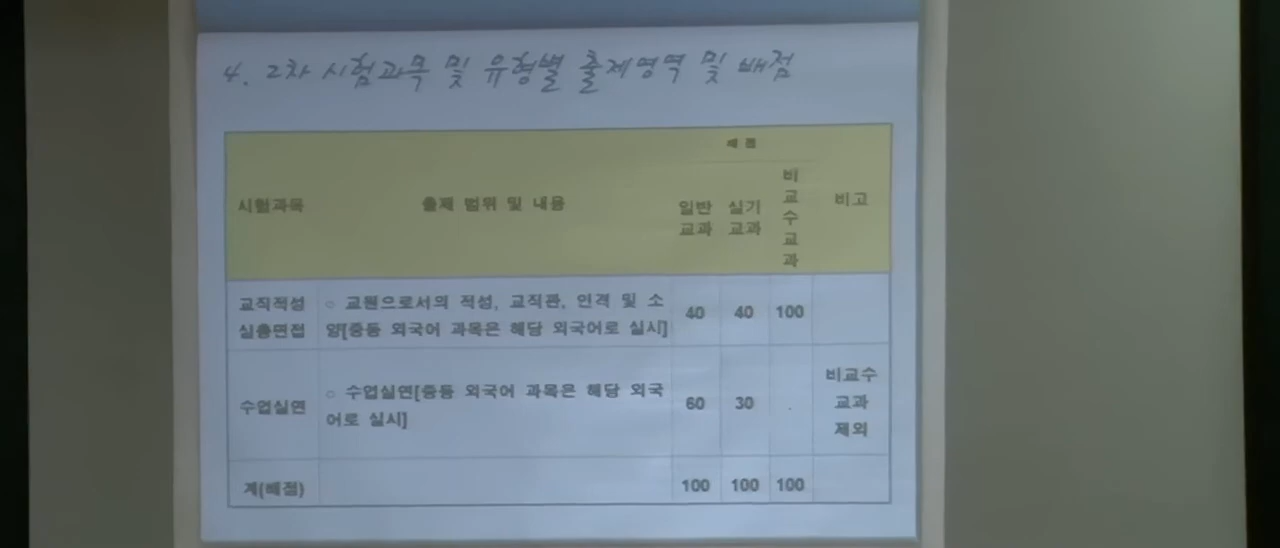 4. 2차 시험과목 및 유형별 출제영역 및 배점
배 점
시험과목 출제 범위 및 내용 일반 교과 실기 교과 비교수교과 비고
교직적성 ○ 교원으로서의 적성, 교직관, 인격 및 소 40 40 100
심층면접 양[중등 외국어 과목은 해당 외국어로 실시]
수업실연 ○ 수업실연[중등 외국어 과목은 해당 외국 60 30 비교수 교과 제외
어로 실시]
계(배점) 100 100 100